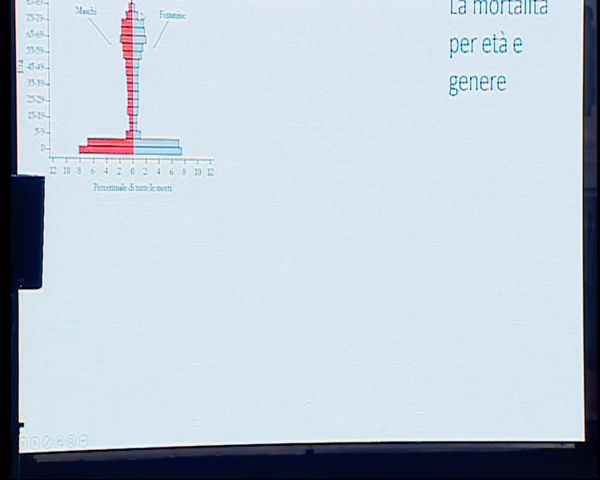 La mortalità
per età e
genere
Maschi
Femmine
75-79
65-69
55-59
45-49
35-39
25-29
15-19
5-9
12 10 8 6 4 2 0 2 4 6 8 10 12
Percentuale di tutte le morti